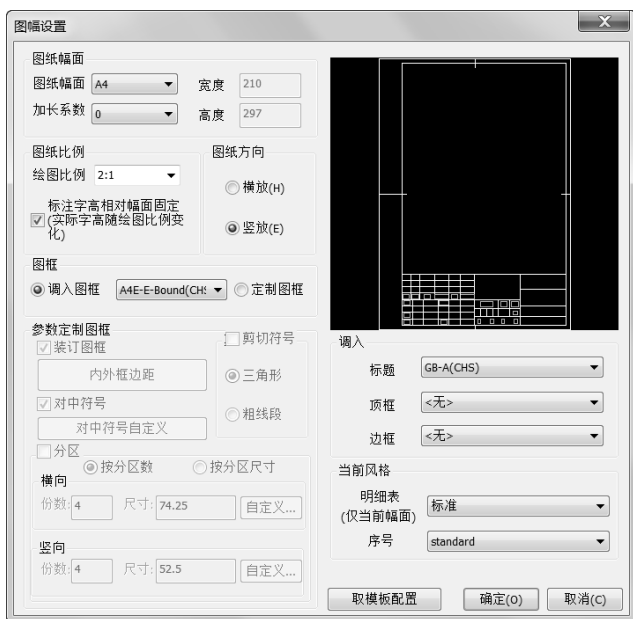 图幅设置
图纸幅面
图纸幅面 A4 宽度 210
加长系数 0 高度 297
图纸比例
绘图比例 2:1
标注字高相对幅面固定
(实际字高随绘图比例变
化)
图纸方向
横放(H)
竖放(E)
图框
调入图框 A4E-E-Bound(CHS 定制图框
参数定制图框
装订图框
内外框边距
对中符号
对中符号自定义
剪切符号
三角形
粗线段
分区
按分区数 按分区尺寸
横向
份数: 4 尺寸: 74.25 自定义...
竖向
份数: 4 尺寸: 52.5 自定义...
调入
标题 GB-A(CHS)
顶框 <无>
边框 <无>
当前风格
明细表
(仅当前幅面) 标准
序号 standard
取模板配置 确定(O) 取消(C)